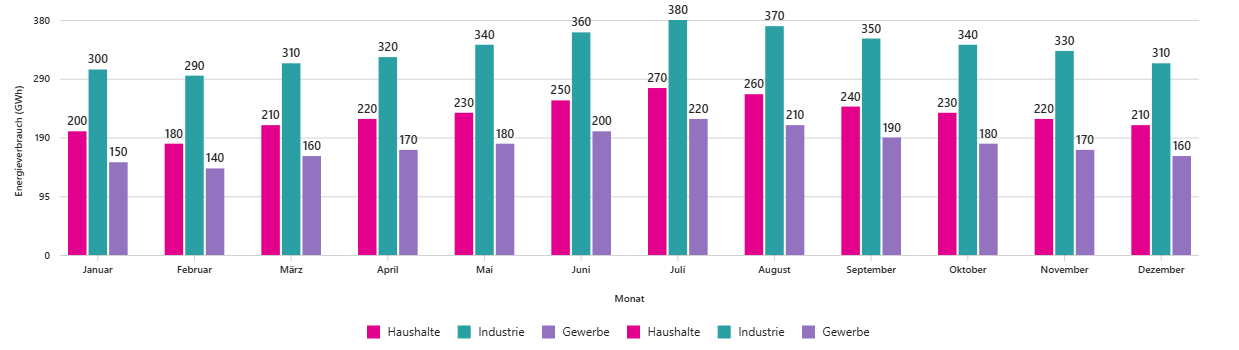 Energieverbrauch (GWh)
380
290
190
95
0
200 300 150
180 290 140
210 310 160
220 320 170
230 340 180
250 360 200
270 380 220
260 370 210
240 350 190
230 340 180
220 330 170
210 310 160
Januar Februar März April Mai Juni Juli August September Oktober November Dezember
Monat
Haushalte Industrie Gewerbe Haushalte Industrie Gewerbe